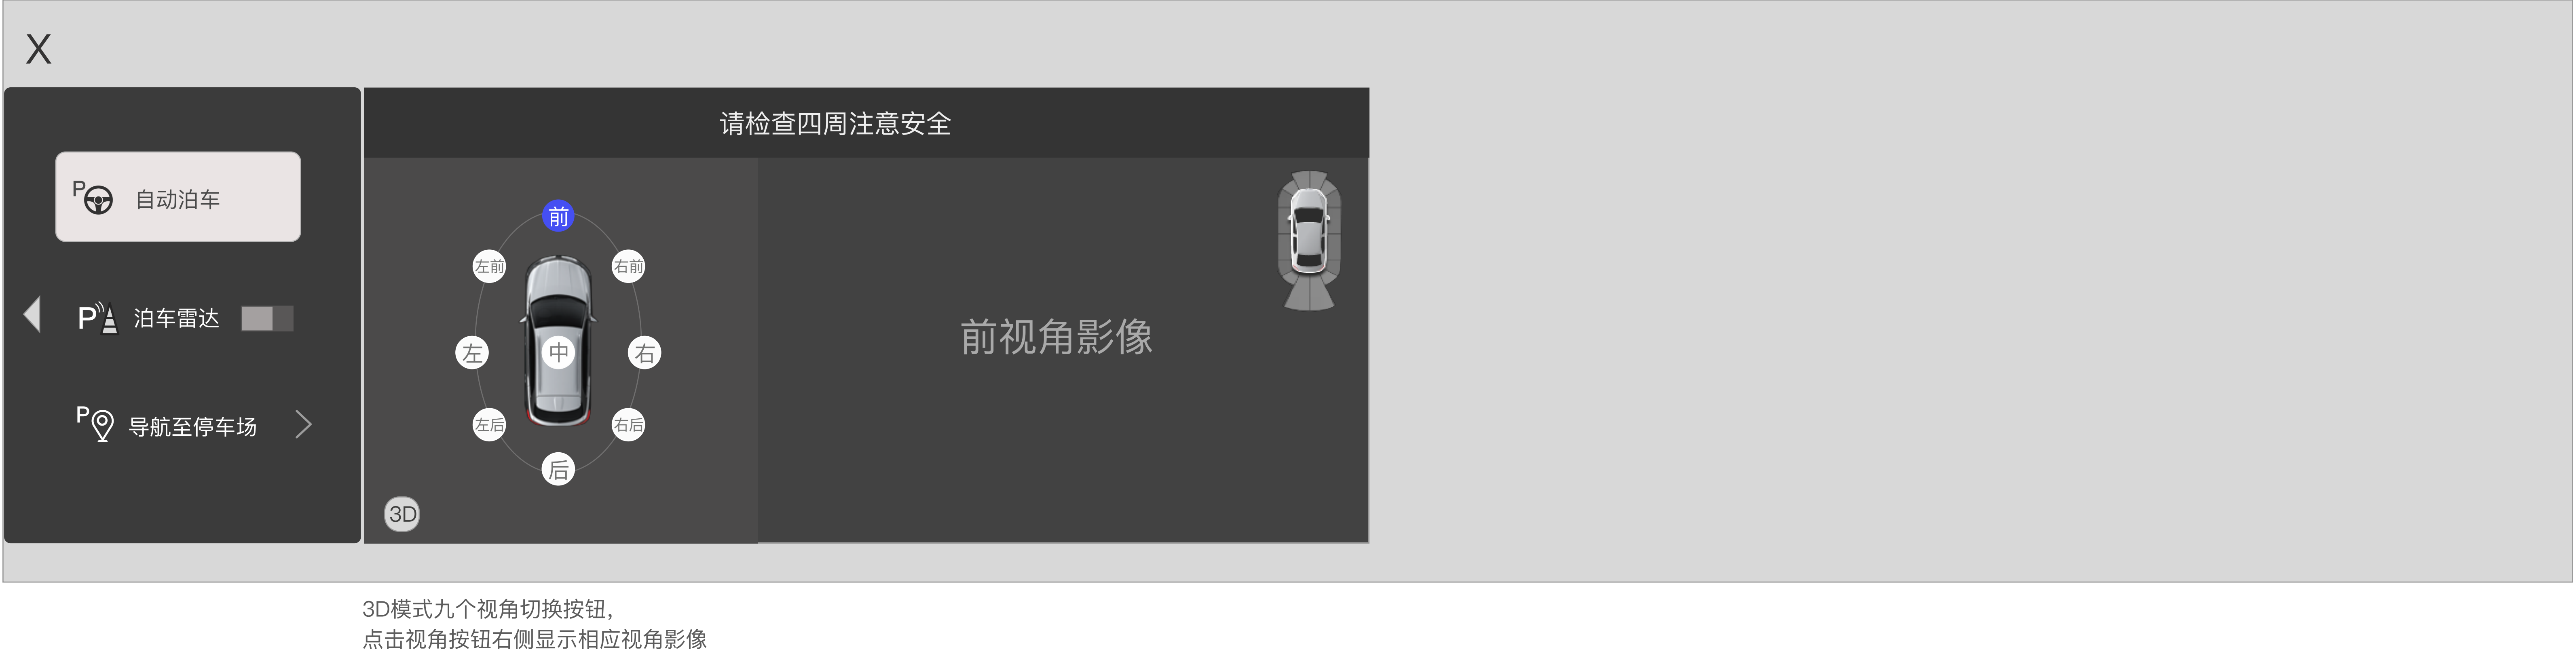 X
请检查四周注意安全
P 自动泊车
P 泊车雷达
P 导航至停车场
前
左前
右前
左
中
右
左后
右后
后
3D
前视角影像
3D模式九个视角切换按钮，
点击视角按钮右侧显示相应视角影像